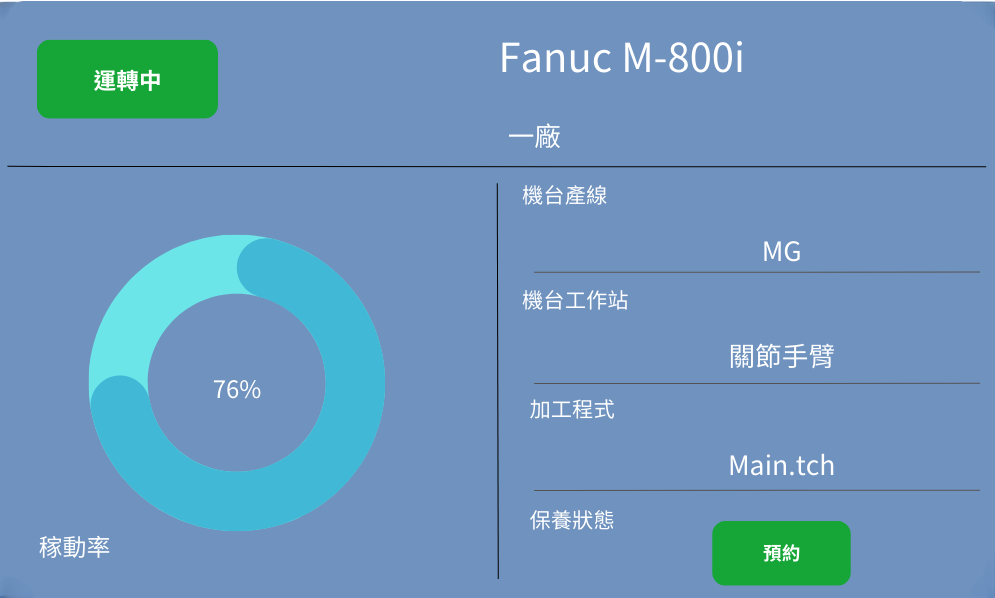 運轉中
Fanuc M-800i
一廠
機台產線
MG
機台工作站
關節手臂
加工程式
Main.tch
保養狀態
預約
76%
稼動率